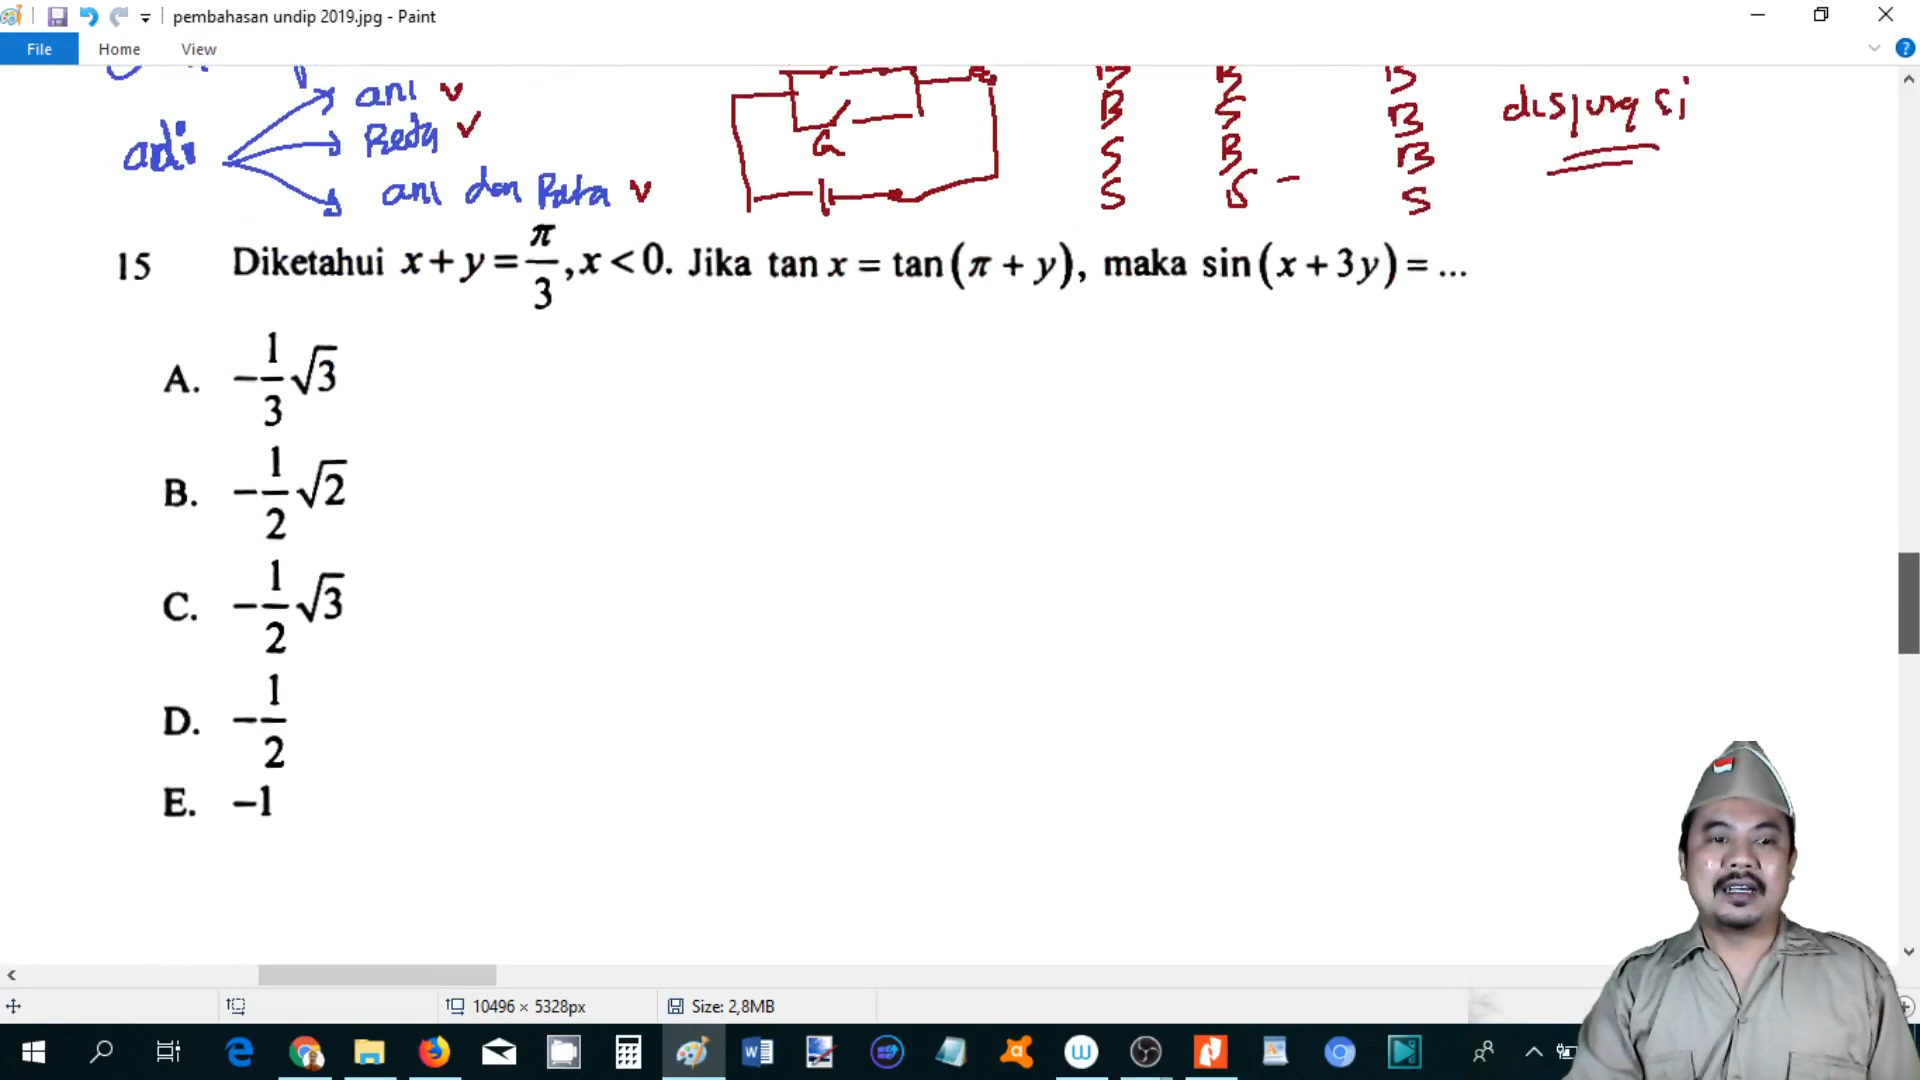 pembahasan undip 2019.jpg - Paint
File Home View
ani v
adi Reta v
ani dan Rata v
B S B
S B B
S S – S
disjungsi
15 Diketahui x + y = π/3, x < 0. Jika tan x = tan(π + y), maka sin(x + 3y) = ...
A. −1/3 √3
B. −1/2 √2
C. −1/2 √3
D. −1/2
E. −1
10496 × 5328px Size: 2,8MB